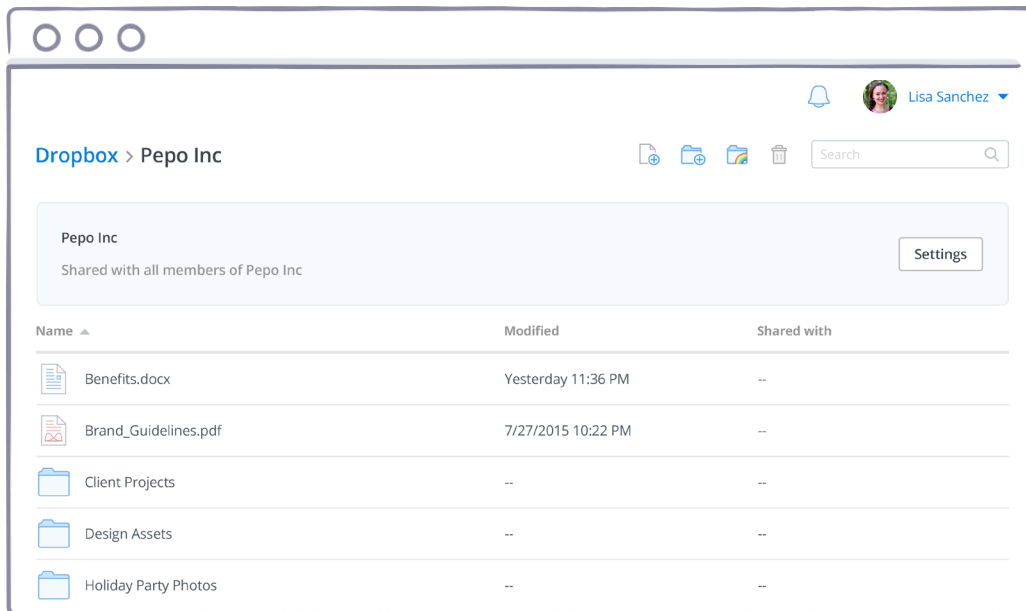 Lisa Sanchez
Dropbox > Pepo Inc
Search
Pepo Inc
Shared with all members of Pepo Inc
Settings
Name Modified Shared with
Benefits.docx Yesterday 11:36 PM --
Brand_Guidelines.pdf 7/27/2015 10:22 PM --
Client Projects -- --
Design Assets -- --
Holiday Party Photos -- --